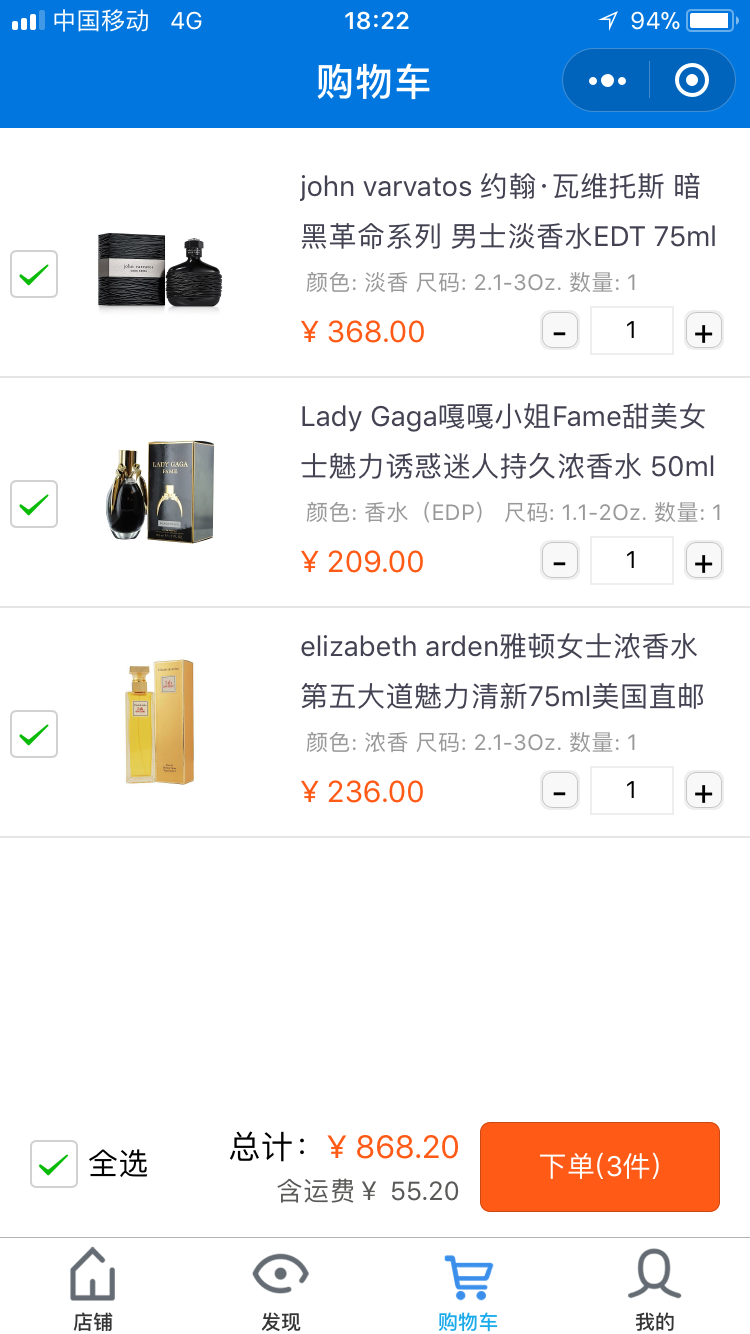 中国移动 4G 18:22 94%
购物车
john varvatos 约翰·瓦维托斯 暗
黑革命系列 男士淡香水EDT 75ml
颜色: 淡香 尺码: 2.1-3Oz. 数量: 1
¥ 368.00 - 1 +
john varvatos
LADY GAGA
FAME
Lady Gaga嘎嘎小姐Fame甜美女
士魅力诱惑迷人持久浓香水 50ml
颜色: 香水（EDP） 尺码: 1.1-2Oz. 数量: 1
¥ 209.00 - 1 +
elizabeth arden雅顿女士浓香水
第五大道魅力清新75ml美国直邮
颜色: 浓香 尺码: 2.1-3Oz. 数量: 1
¥ 236.00 - 1 +
全选
总计： ¥ 868.20
含运费¥ 55.20
下单(3件)
店铺 发现 购物车 我的